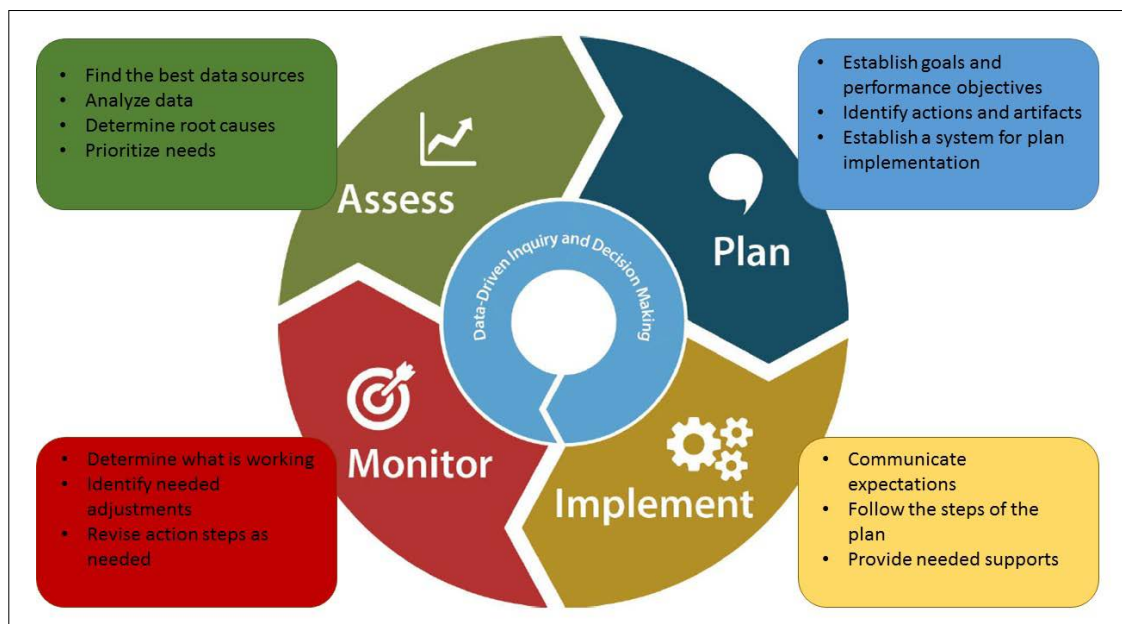 • Find the best data sources
• Analyze data
• Determine root causes
• Prioritize needs
• Establish goals and
performance objectives
• Identify actions and artifacts
• Establish a system for plan
implementation
Assess
Plan
Data-Driven Inquiry and Decision Making
Monitor
Implement
• Determine what is working
• Identify needed
adjustments
• Revise action steps as
needed
• Communicate
expectations
• Follow the steps of the
plan
• Provide needed supports